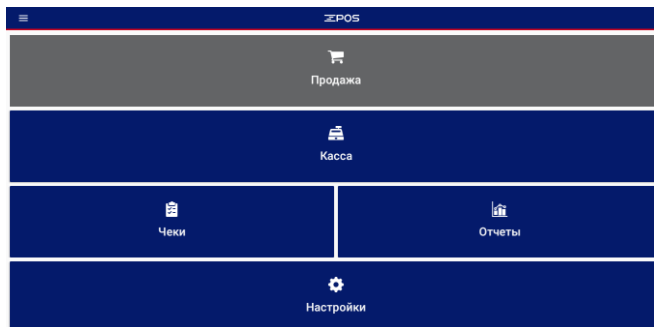 ZPOS
Продажа
Касса
Чеки
Отчеты
Настройки